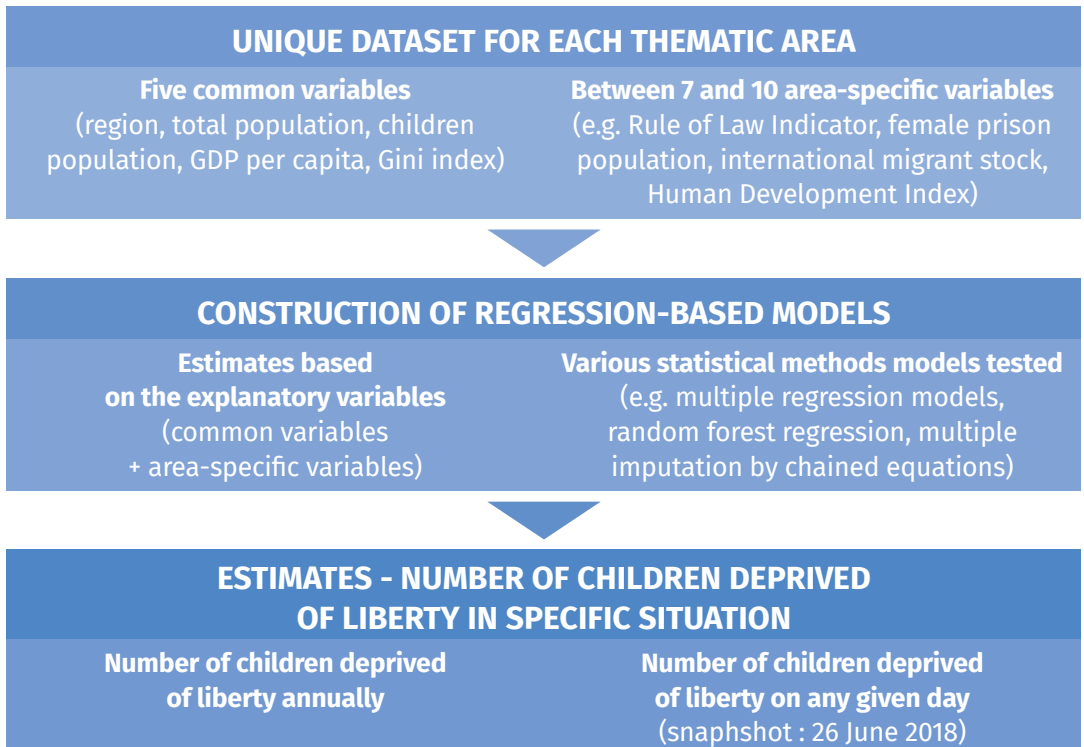 UNIQUE DATASET FOR EACH THEMATIC AREA
Five common variables
(region, total population, children
population, GDP per capita, Gini index)
Between 7 and 10 area-specific variables
(e.g. Rule of Law Indicator, female prison
population, international migrant stock,
Human Development Index)
CONSTRUCTION OF REGRESSION-BASED MODELS
Estimates based
on the explanatory variables
(common variables
+ area-specific variables)
Various statistical methods models tested
(e.g. multiple regression models,
random forest regression, multiple
imputation by chained equations)
ESTIMATES - NUMBER OF CHILDREN DEPRIVED
OF LIBERTY IN SPECIFIC SITUATION
Number of children deprived
of liberty annually
Number of children deprived
of liberty on any given day
(snaphshot : 26 June 2018)